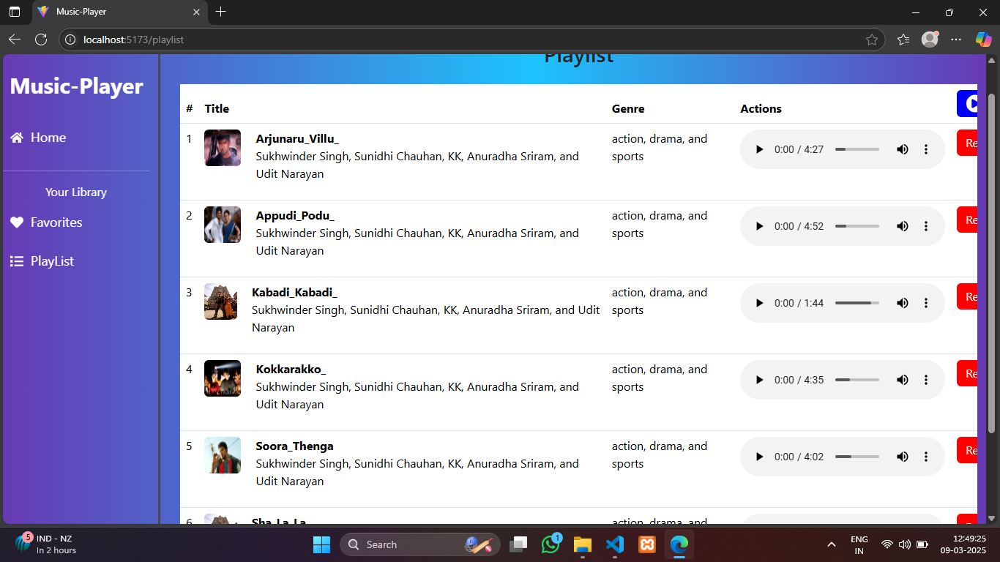 Music-Player
localhost:5173/playlist
Music-Player
Home
Your Library
Favorites
PlayList
Playlist
# Title Genre Actions
1 Arjunaru_Villu_ action, drama, and 0:00 / 4:27 Re
Sukhwinder Singh, Sunidhi Chauhan, KK, Anuradha Sriram, and sports
Udit Narayan
2 Appudi_Podu_ action, drama, and 0:00 / 4:52 Re
Sukhwinder Singh, Sunidhi Chauhan, KK, Anuradha Sriram, and sports
Udit Narayan
3 Kabadi_Kabadi_ action, drama, and 0:00 / 1:44 Re
Sukhwinder Singh, Sunidhi Chauhan, KK, Anuradha Sriram, and Udit sports
Narayan
4 Kokkarakko_ action, drama, and 0:00 / 4:35 Re
Sukhwinder Singh, Sunidhi Chauhan, KK, Anuradha Sriram, and sports
Udit Narayan
5 Soora_Thenga action, drama, and 0:00 / 4:02 Re
Sukhwinder Singh, Sunidhi Chauhan, KK, Anuradha Sriram, and sports
Udit Narayan
6 Sha_La_La_ action, drama, and
5 IND - NZ
In 2 hours
Search
1
ENG
IN
12:49:25
09-03-2025